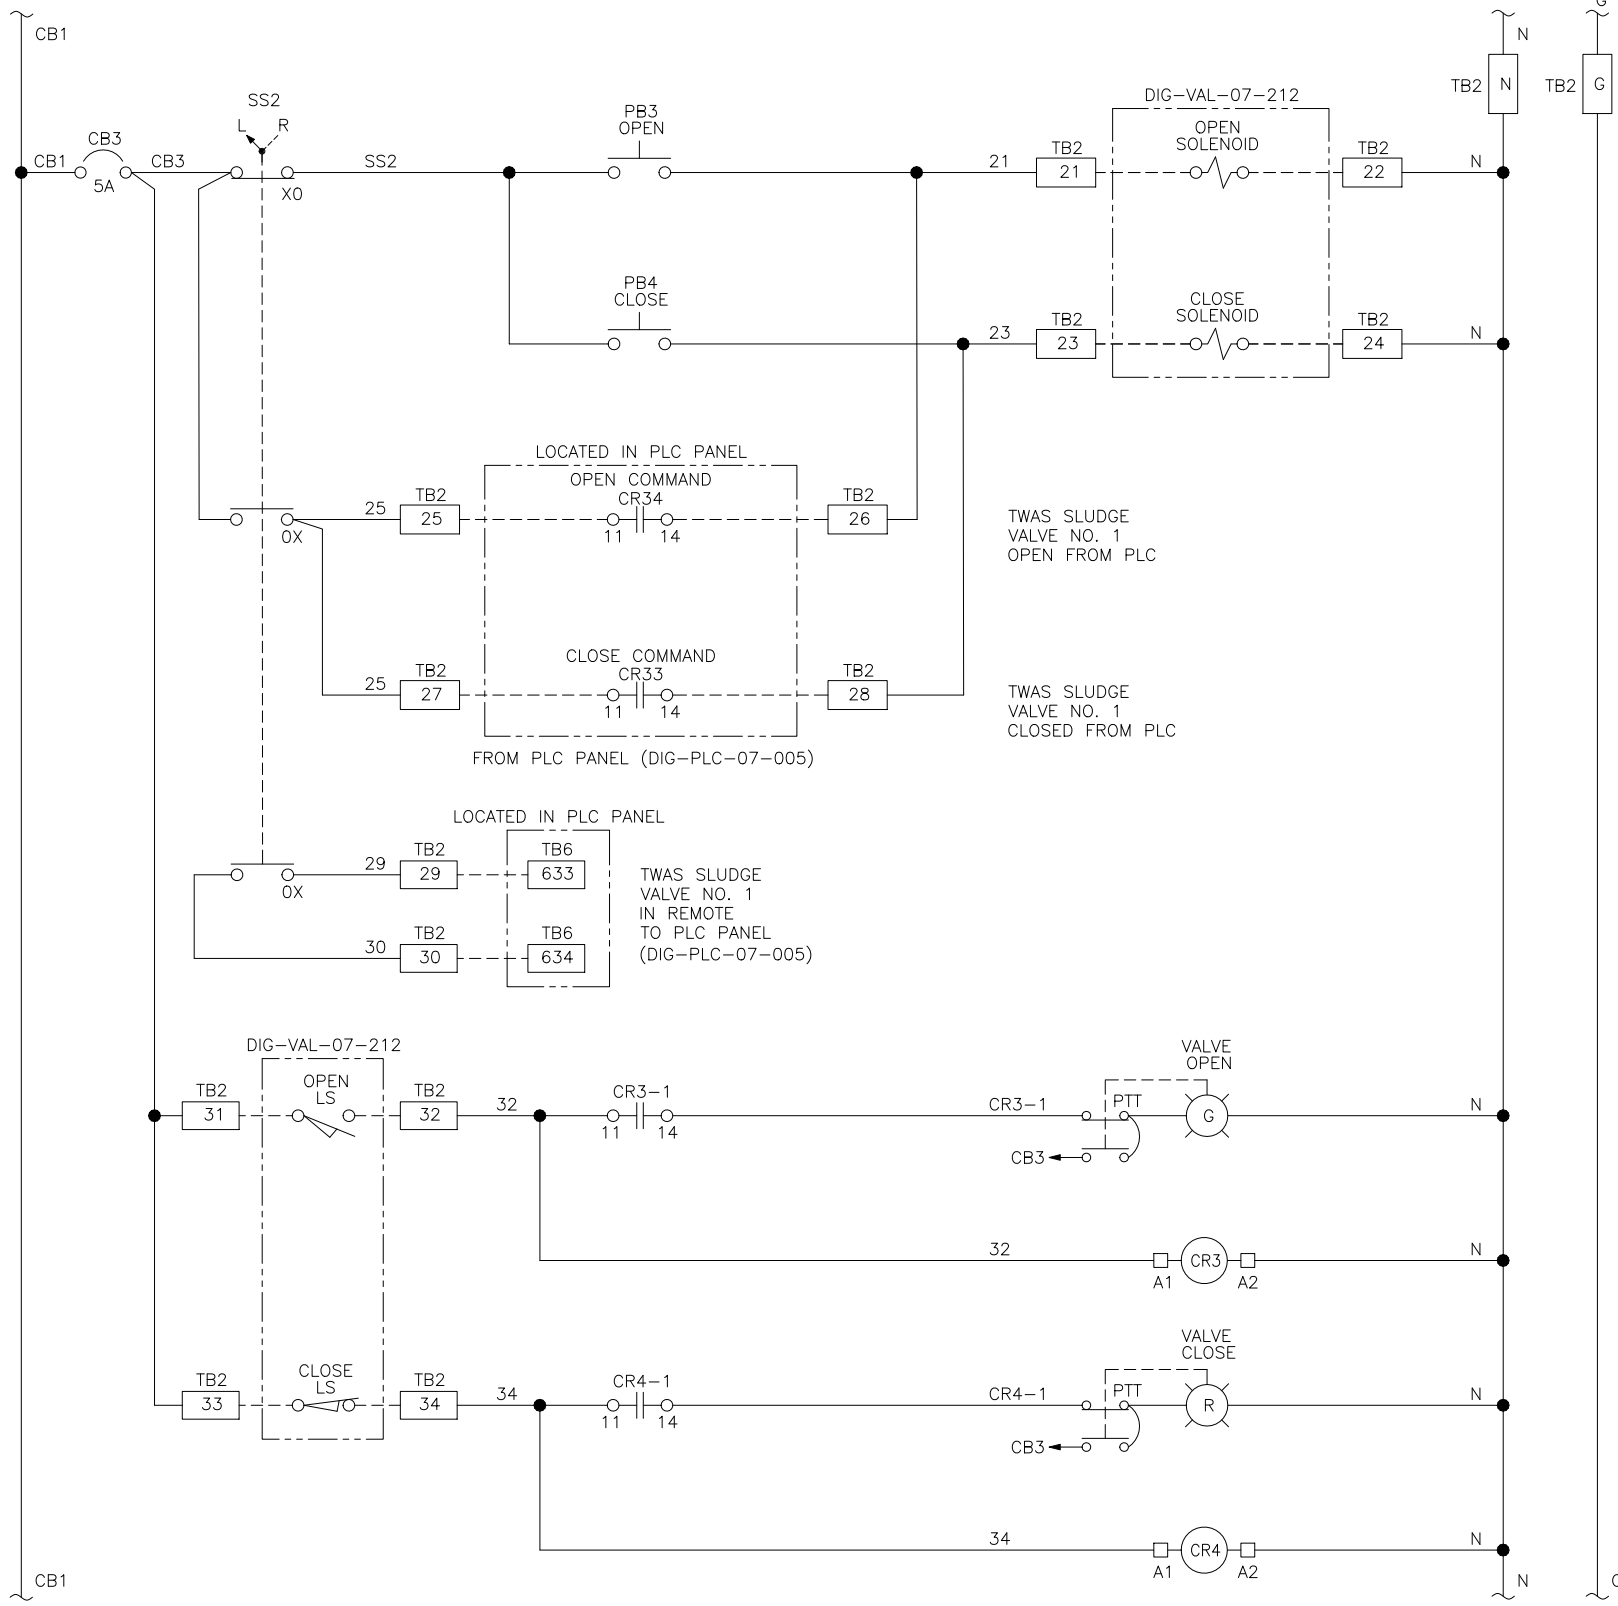 G
CB1
N
TB2
N
TB2
G
SS2
L
R
CB3
CB1
5A
CB3
X0
SS2
PB3
OPEN
21
TB2
21
DIG-VAL-07-212
OPEN
SOLENOID
TB2
22
N
PB4
CLOSE
23
TB2
23
CLOSE
SOLENOID
TB2
24
N
LOCATED IN PLC PANEL
OPEN COMMAND
CR34
11
14
0X
25
TB2
25
TB2
26
TWAS SLUDGE
VALVE NO. 1
OPEN FROM PLC
CLOSE COMMAND
CR33
11
14
25
TB2
27
TB2
28
TWAS SLUDGE
VALVE NO. 1
CLOSED FROM PLC
FROM PLC PANEL (DIG-PLC-07-005)
LOCATED IN PLC PANEL
0X
29
TB2
29
TB6
633
30
TB2
30
TB6
634
TWAS SLUDGE
VALVE NO. 1
IN REMOTE
TO PLC PANEL
(DIG-PLC-07-005)
DIG-VAL-07-212
TB2
31
OPEN
LS
TB2
32
32
CR3-1
11
14
CR3-1
PTT
CB3
VALVE
OPEN
G
N
32
A1
CR3
A2
N
TB2
33
CLOSE
LS
TB2
34
34
CR4-1
11
14
CR4-1
PTT
CB3
VALVE
CLOSE
R
N
34
A1
CR4
A2
N
CB1
N